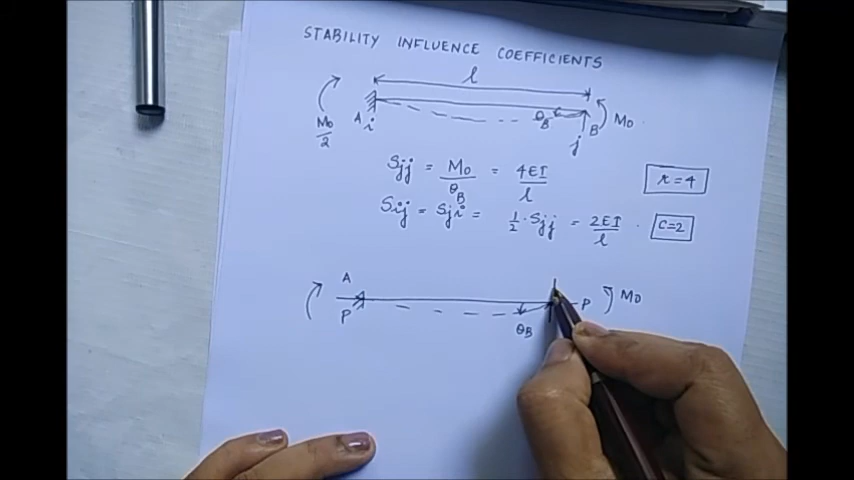 STABILITY INFLUENCE COEFFICIENTS
l
M0/2 A i θB B M0
j
Sjj = M0/θB = 4EI/l r=4
Sij = Sji = 1/2 · Sjj = 2EI/l · c=2
A
P P M0
θB